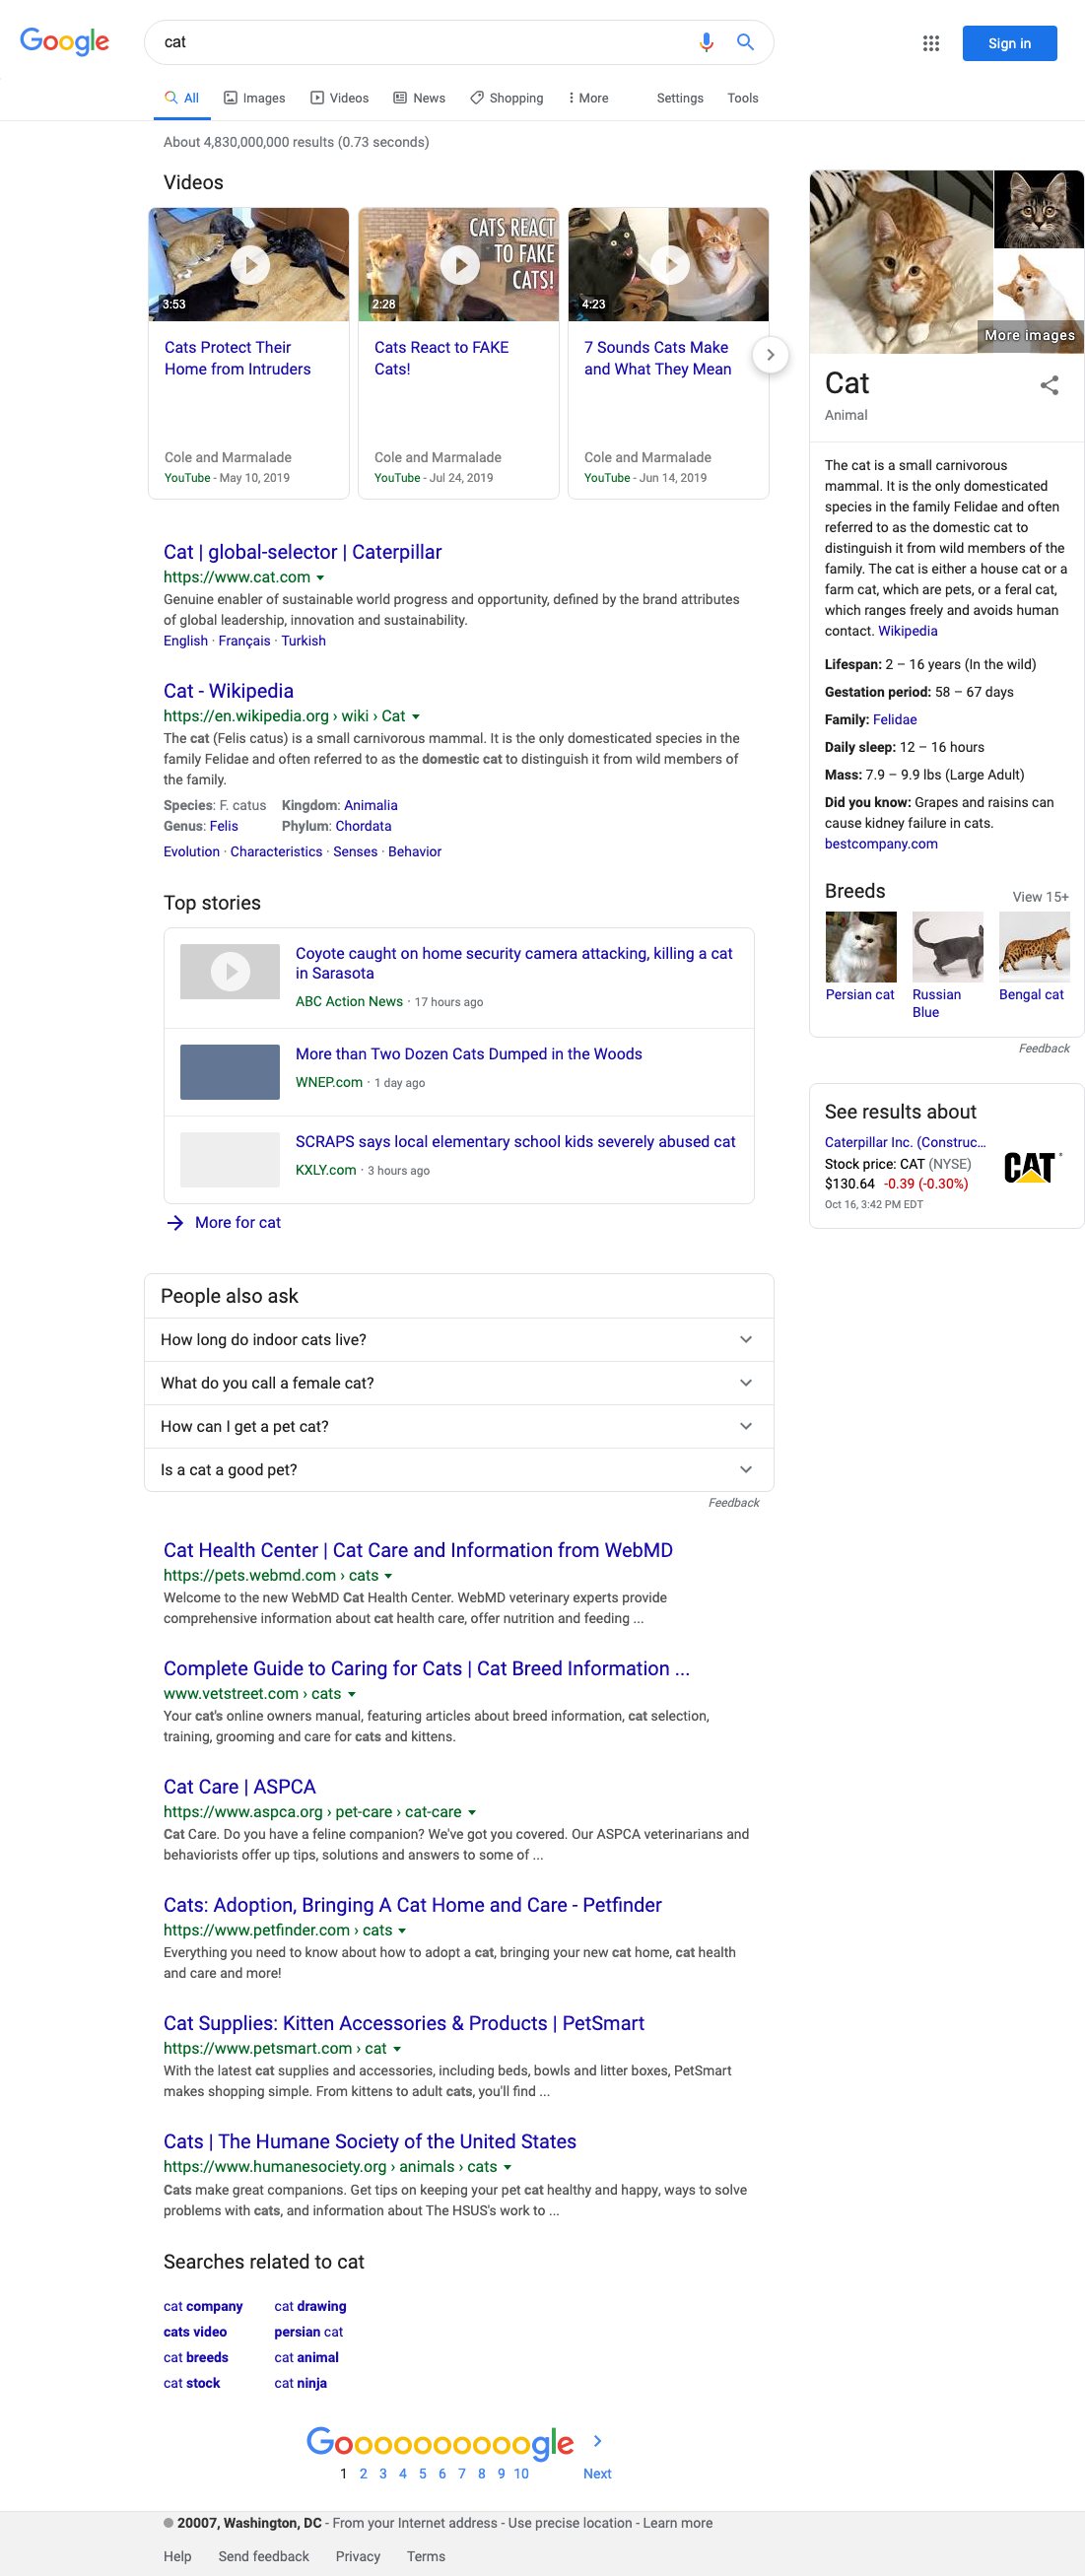 Google
cat
Sign in
All
Images
Videos
News
Shopping
More
Settings
Tools
About 4,830,000,000 results (0.73 seconds)
Videos
3:53
Cats Protect Their
Home from Intruders
Cole and Marmalade
YouTube - May 10, 2019
CATS REACT
TO FAKE
CATS!
2:28
Cats React to FAKE
Cats!
Cole and Marmalade
YouTube - Jul 24, 2019
4:23
7 Sounds Cats Make
and What They Mean
Cole and Marmalade
YouTube - Jun 14, 2019
Cat | global-selector | Caterpillar
https://www.cat.com
Genuine enabler of sustainable world progress and opportunity, defined by the brand attributes
of global leadership, innovation and sustainability.
English · Français · Turkish
Cat - Wikipedia
https://en.wikipedia.org › wiki › Cat
The cat (Felis catus) is a small carnivorous mammal. It is the only domesticated species in the
family Felidae and often referred to as the domestic cat to distinguish it from wild members of
the family.
Species: F. catus Kingdom: Animalia
Genus: Felis Phylum: Chordata
Evolution · Characteristics · Senses · Behavior
Top stories
Coyote caught on home security camera attacking, killing a cat
in Sarasota
ABC Action News · 17 hours ago
More than Two Dozen Cats Dumped in the Woods
WNEP.com · 1 day ago
SCRAPS says local elementary school kids severely abused cat
KXLY.com · 3 hours ago
More for cat
People also ask
How long do indoor cats live?
What do you call a female cat?
How can I get a pet cat?
Is a cat a good pet?
Feedback
Cat Health Center | Cat Care and Information from WebMD
https://pets.webmd.com › cats
Welcome to the new WebMD Cat Health Center. WebMD veterinary experts provide
comprehensive information about cat health care, offer nutrition and feeding ...
Complete Guide to Caring for Cats | Cat Breed Information ...
www.vetstreet.com › cats
Your cat's online owners manual, featuring articles about breed information, cat selection,
training, grooming and care for cats and kittens.
Cat Care | ASPCA
https://www.aspca.org › pet-care › cat-care
Cat Care. Do you have a feline companion? We've got you covered. Our ASPCA veterinarians and
behaviorists offer up tips, solutions and answers to some of ...
Cats: Adoption, Bringing A Cat Home and Care - Petfinder
https://www.petfinder.com › cats
Everything you need to know about how to adopt a cat, bringing your new cat home, cat health
and care and more!
Cat Supplies: Kitten Accessories & Products | PetSmart
https://www.petsmart.com › cat
With the latest cat supplies and accessories, including beds, bowls and litter boxes, PetSmart
makes shopping simple. From kittens to adult cats, you'll find ...
Cats | The Humane Society of the United States
https://www.humanesociety.org › animals › cats
Cats make great companions. Get tips on keeping your pet cat healthy and happy, ways to solve
problems with cats, and information about The HSUS's work to ...
Searches related to cat
cat company cat drawing
cats video persian cat
cat breeds cat animal
cat stock cat ninja
Goooooooooogle
1 2 3 4 5 6 7 8 9 10 Next
More images
Cat
Animal
The cat is a small carnivorous
mammal. It is the only domesticated
species in the family Felidae and often
referred to as the domestic cat to
distinguish it from wild members of the
family. The cat is either a house cat or a
farm cat, which are pets, or a feral cat,
which ranges freely and avoids human
contact. Wikipedia
Lifespan: 2 – 16 years (In the wild)
Gestation period: 58 – 67 days
Family: Felidae
Daily sleep: 12 – 16 hours
Mass: 7.9 – 9.9 lbs (Large Adult)
Did you know: Grapes and raisins can
cause kidney failure in cats.
bestcompany.com
Breeds
View 15+
Persian cat
Russian
Blue
Bengal cat
Feedback
See results about
Caterpillar Inc. (Construc...
Stock price: CAT (NYSE)
$130.64 -0.39 (-0.30%)
Oct 16, 3:42 PM EDT
CAT
20007, Washington, DC - From your Internet address - Use precise location - Learn more
Help Send feedback Privacy Terms